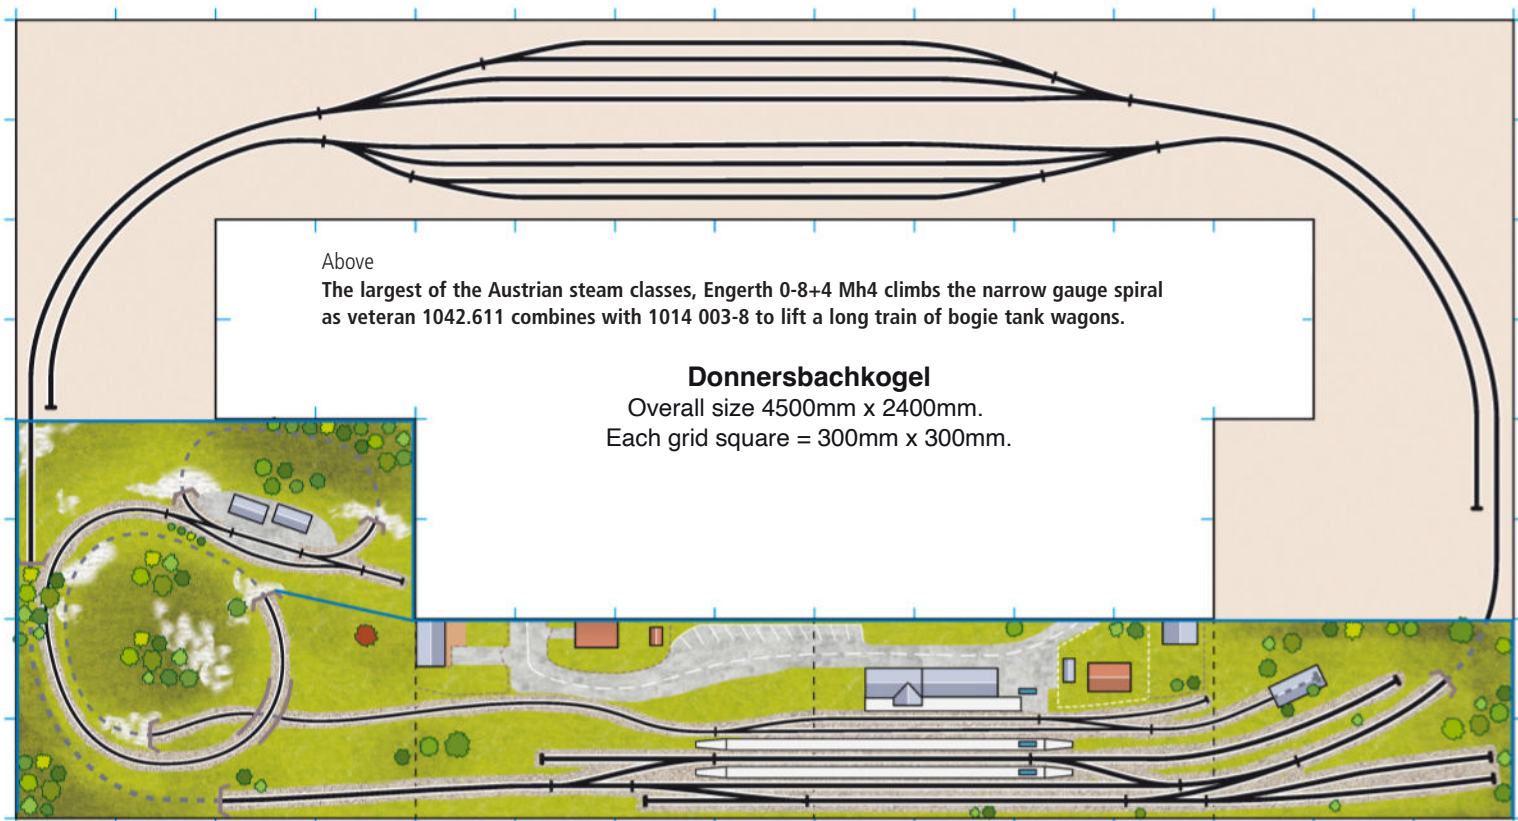 Above
The largest of the Austrian steam classes, Engerth 0-8+4 Mh4 climbs the narrow gauge spiral
as veteran 1042.611 combines with 1014 003-8 to lift a long train of bogie tank wagons.
Donnersbachkogel
Overall size 4500mm x 2400mm.
Each grid square = 300mm x 300mm.